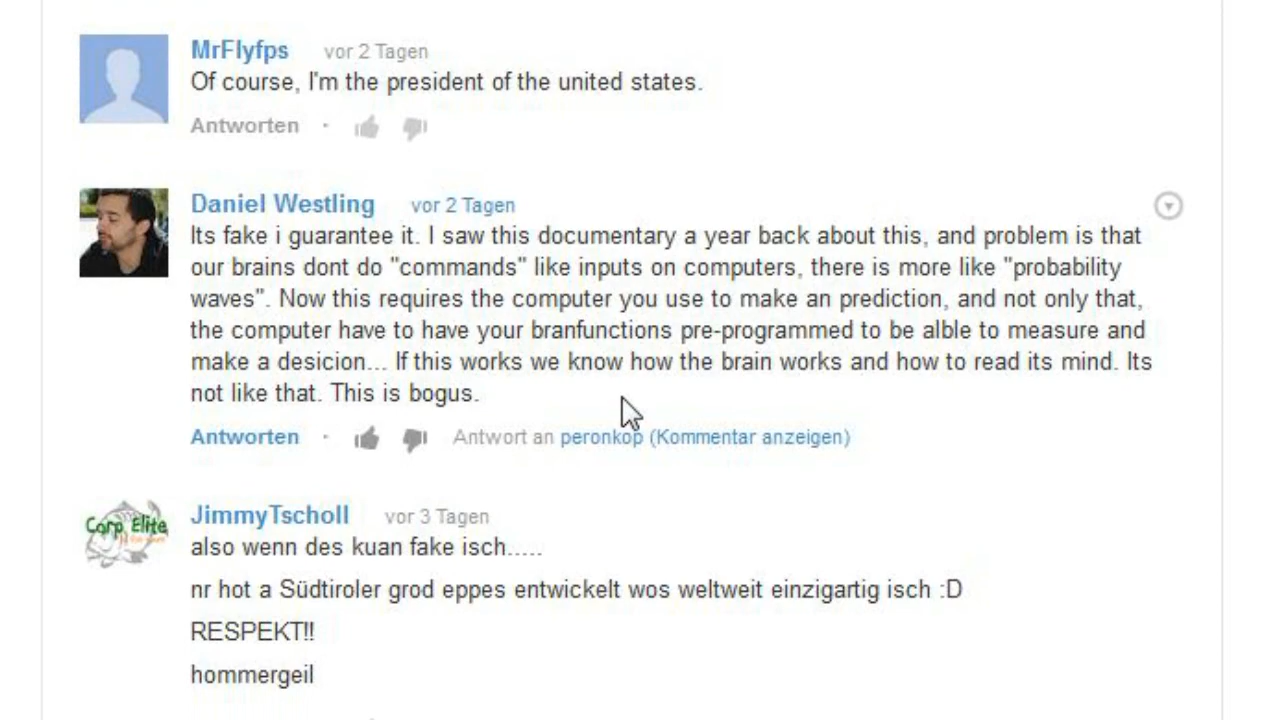 MrFlyfps vor 2 Tagen
Of course, I'm the president of the united states.
Antworten ·
Daniel Westling vor 2 Tagen
Its fake i guarantee it. I saw this documentary a year back about this, and problem is that
our brains dont do "commands" like inputs on computers, there is more like "probability
waves". Now this requires the computer you use to make an prediction, and not only that,
the computer have to have your branfunctions pre-programmed to be alble to measure and
make a desicion... If this works we know how the brain works and how to read its mind. Its
not like that. This is bogus.
Antworten · Antwort an peronkop (Kommentar anzeigen)
Carp Elite
JimmyTscholl vor 3 Tagen
also wenn des kuan fake isch.....
nr hot a Südtiroler grod eppes entwickelt wos weltweit einzigartig isch :D
RESPEKT!!
hommergeil